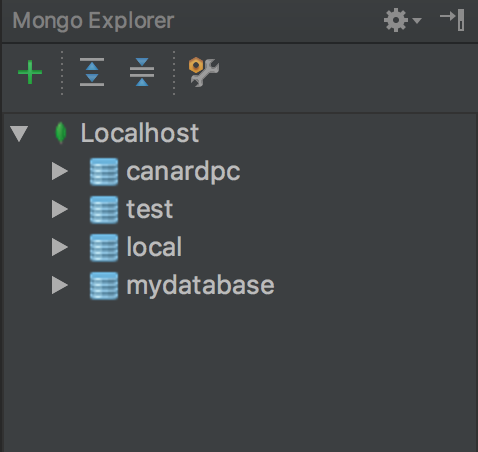 Mongo Explorer
Localhost
canardpc
test
local
mydatabase